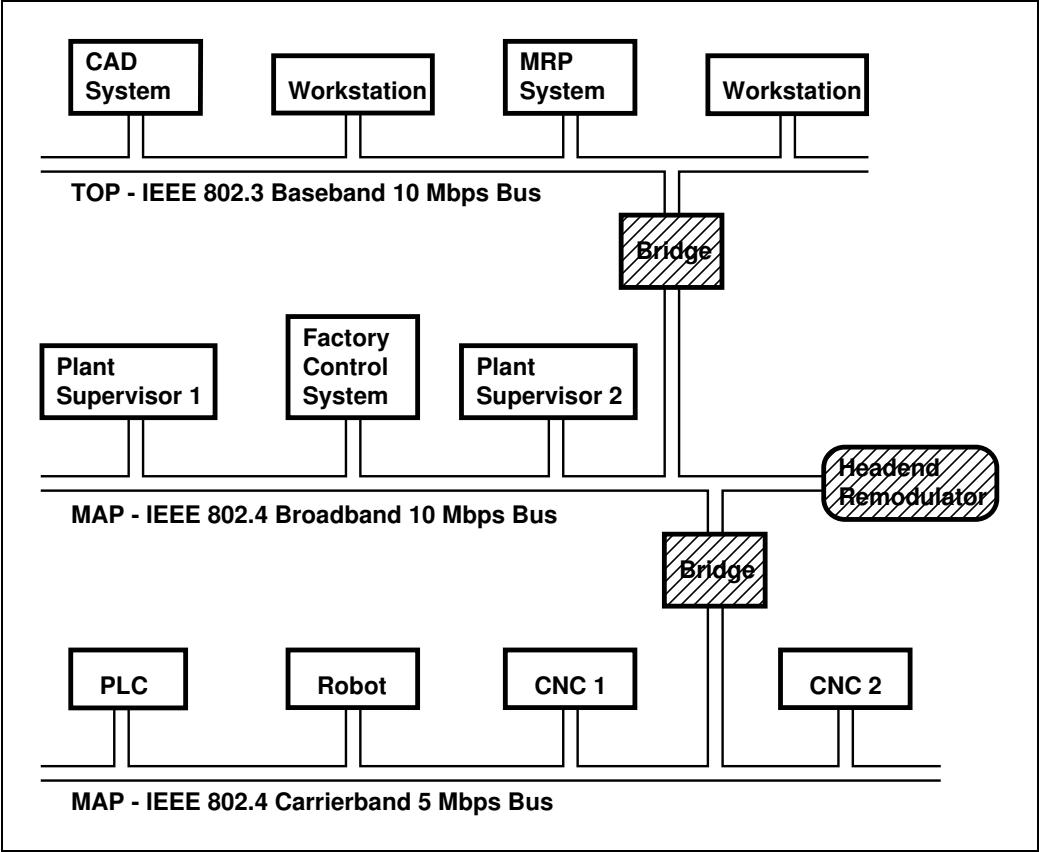 CAD
System
Workstation
MRP
System
Workstation
TOP - IEEE 802.3 Baseband 10 Mbps Bus
Bridge
Plant
Supervisor 1
Factory
Control
System
Plant
Supervisor 2
Headend
Remodulator
MAP - IEEE 802.4 Broadband 10 Mbps Bus
Bridge
PLC
Robot
CNC 1
CNC 2
MAP - IEEE 802.4 Carrierband 5 Mbps Bus